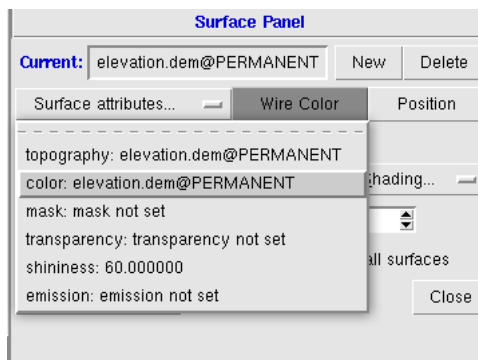 Surface Panel
Current: elevation.dem@PERMANENT New Delete
Surface attributes... Wire Color Position
topography: elevation.dem@PERMANENT
color: elevation.dem@PERMANENT
hading...
mask: mask not set
transparency: transparency not set
shininess: 60.000000
all surfaces
emission: emission not set
Close